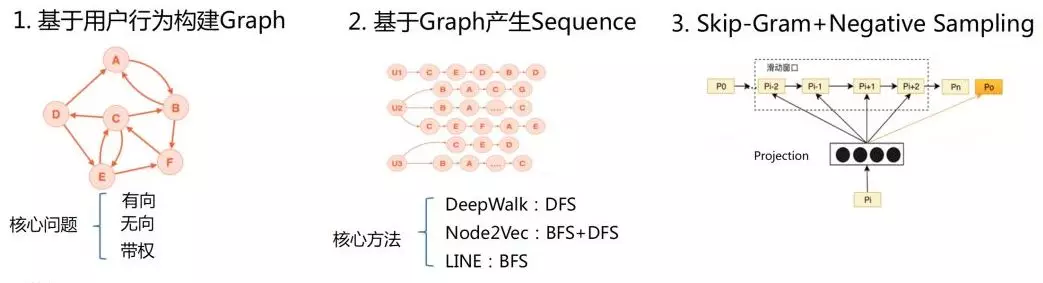 1. 基于用户行为构建Graph
A
B
D
C
E
F
核心问题
有向
无向
带权
2. 基于Graph产生Sequence
U1 C E D B D
B A C G
U2 B A .... C
C E F A E
C E D
U3 B A .... C
核心方法
DeepWalk：DFS
Node2Vec：BFS+DFS
LINE：BFS
3. Skip-Gram+Negative Sampling
滑动窗口
P0 Pi-2 Pi-1 Pi+1 Pi+2 Pn Po
Projection
Pi